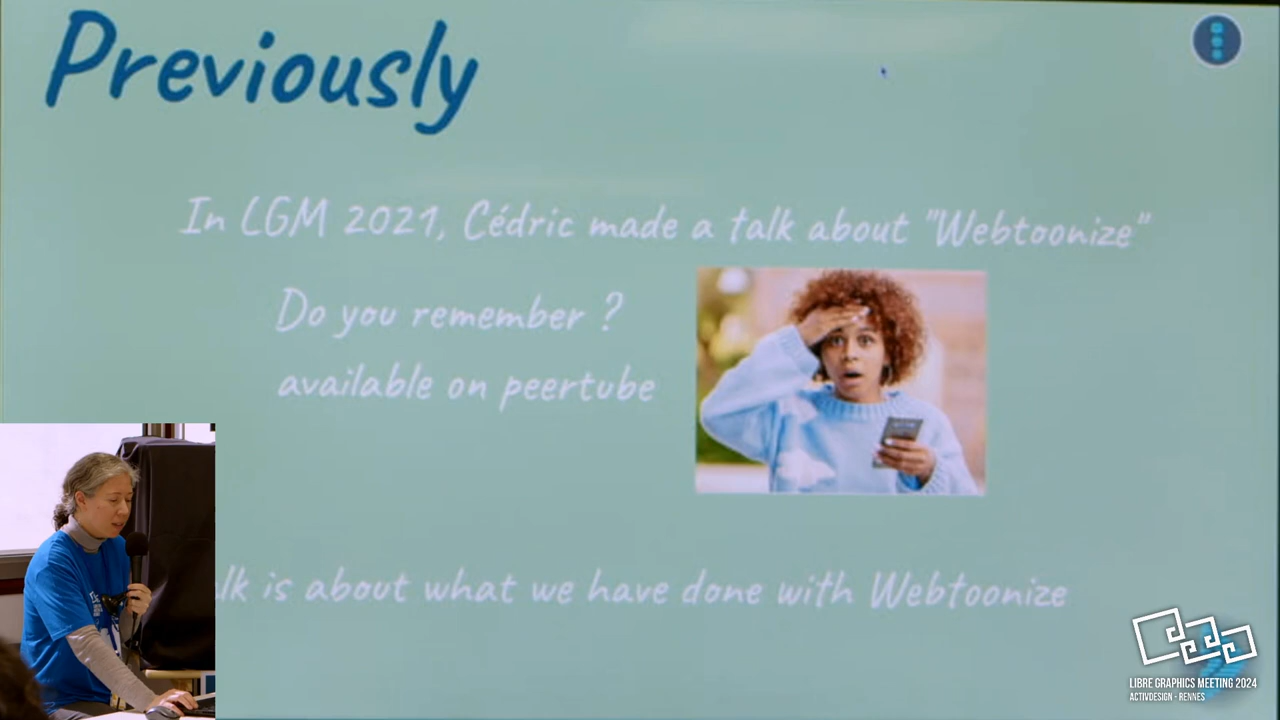 Previously
In LGM 2021, Cédric made a talk about "Webtoonize"
Do you remember ?
available on peertube
is about what we have done with Webtoonize
LIBRE GRAPHICS MEETING 2024
ACTIVDESIGN - RENNES